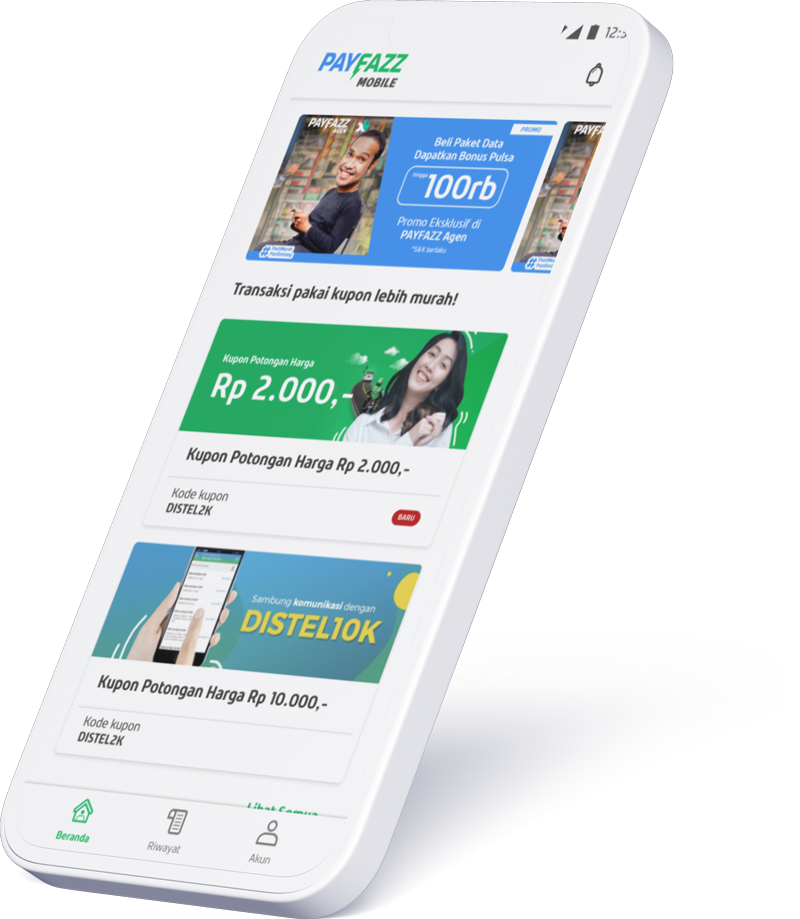 12:
PAYFAZZ
MOBILE
PAYFAZZ
AGEN
XL
PROMO
Beli Paket Data
Dapatkan Bonus Pulsa
hingga
100rb
Promo Eksklusif di
PAYFAZZ Agen
*S&K berlaku
PAYFA
Transaksi pakai kupon lebih murah!
Kupon Potongan Harga
Rp 2.000,-
Kupon Potongan Harga Rp 2.000,-
Kode kupon
DISTEL2K
BARU
Sambung komunikasi dengan
DISTEL10K
Kupon Potongan Harga Rp 10.000,-
Kode kupon
DISTEL2K
Lihat Semua
Beranda
Riwayat
Akun